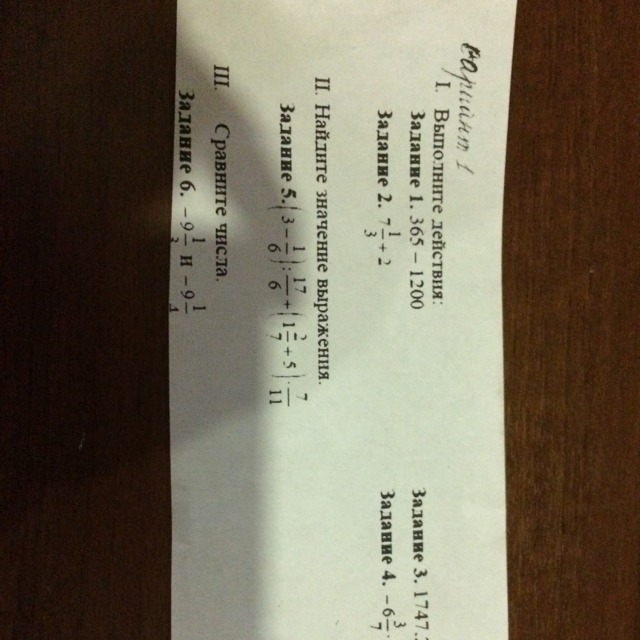 вориант 1
I. Выполните действия:
Задание 1. 365 – 1200
Задание 2. 7 1/3 + 2
Задание 3. 1747.
Задание 4. –6 3/7
II. Найдите значение выражения.
Задание 5. (3 – 1/6) : 17/6 + (1 2/7 + 5) · 7/11
III. Сравните числа.
Задание 6. –9 1/3 и –9 1/4